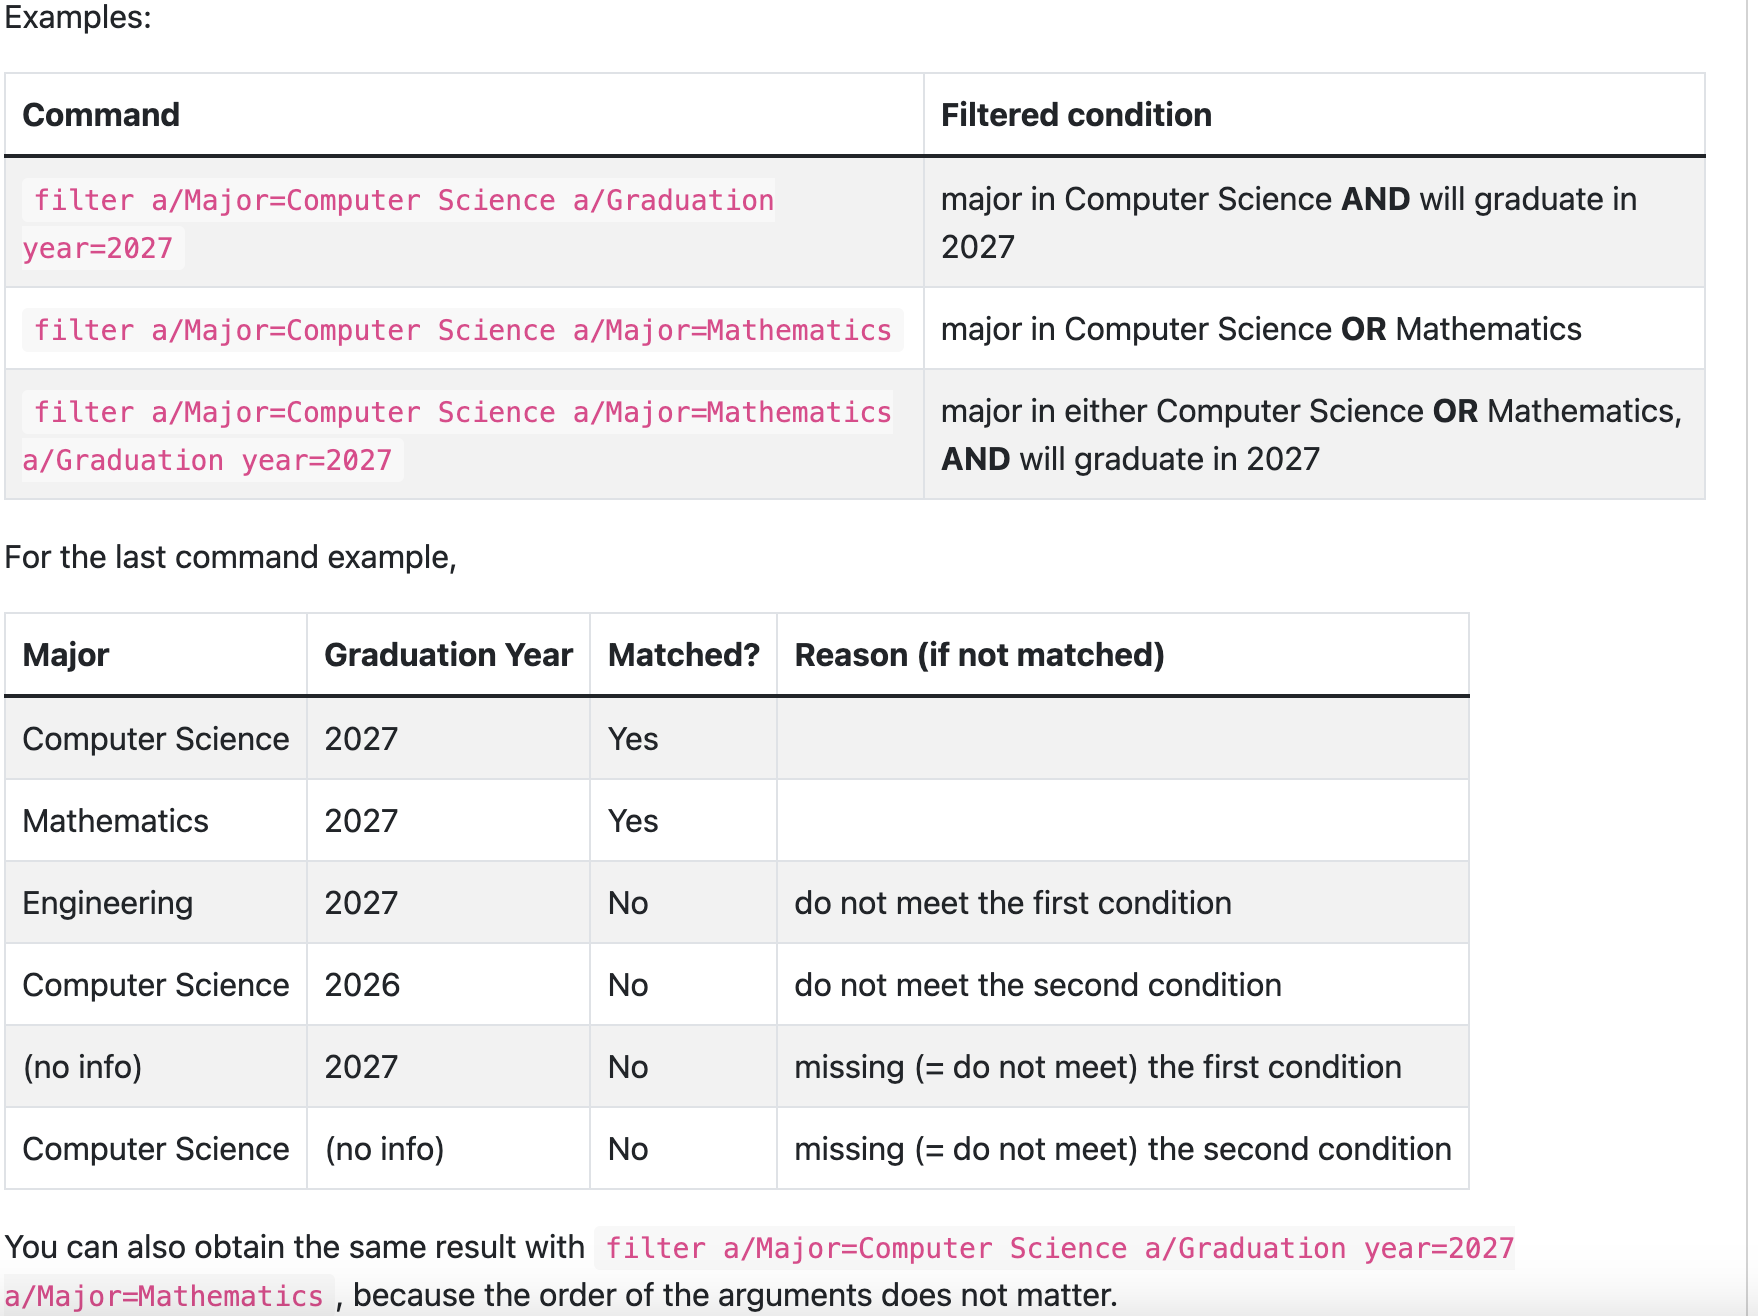 Examples:
Command
Filtered condition
filter a/Major=Computer Science a/Graduation
year=2027
major in Computer Science AND will graduate in
2027
filter a/Major=Computer Science a/Major=Mathematics
major in Computer Science OR Mathematics
filter a/Major=Computer Science a/Major=Mathematics
a/Graduation year=2027
major in either Computer Science OR Mathematics,
AND will graduate in 2027
For the last command example,
Major Graduation Year Matched? Reason (if not matched)
Computer Science 2027 Yes
Mathematics 2027 Yes
Engineering 2027 No do not meet the first condition
Computer Science 2026 No do not meet the second condition
(no info) 2027 No missing (= do not meet) the first condition
Computer Science (no info) No missing (= do not meet) the second condition
You can also obtain the same result with filter a/Major=Computer Science a/Graduation year=2027
a/Major=Mathematics , because the order of the arguments does not matter.